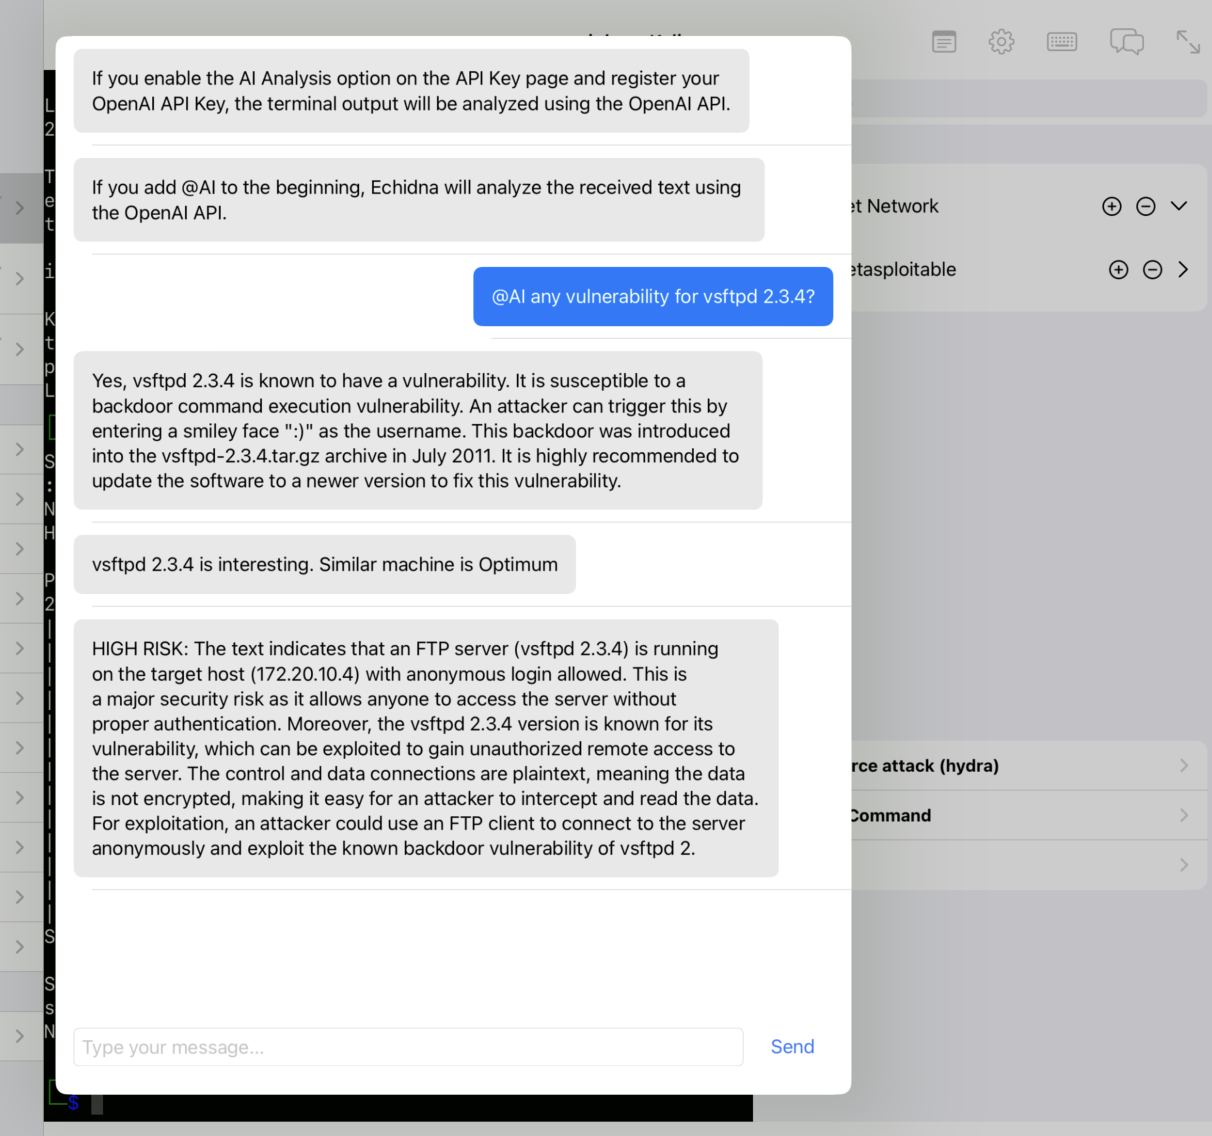 If you enable the AI Analysis option on the API Key page and register your
OpenAI API Key, the terminal output will be analyzed using the OpenAI API.
If you add @AI to the beginning, Echidna will analyze the received text using
the OpenAI API.
et Network
etasploitable
@AI any vulnerability for vsftpd 2.3.4?
Yes, vsftpd 2.3.4 is known to have a vulnerability. It is susceptible to a
backdoor command execution vulnerability. An attacker can trigger this by
entering a smiley face ":)" as the username. This backdoor was introduced
into the vsftpd-2.3.4.tar.gz archive in July 2011. It is highly recommended to
update the software to a newer version to fix this vulnerability.
vsftpd 2.3.4 is interesting. Similar machine is Optimum
HIGH RISK: The text indicates that an FTP server (vsftpd 2.3.4) is running
on the target host (172.20.10.4) with anonymous login allowed. This is
a major security risk as it allows anyone to access the server without
proper authentication. Moreover, the vsftpd 2.3.4 version is known for its
vulnerability, which can be exploited to gain unauthorized remote access to
the server. The control and data connections are plaintext, meaning the data
is not encrypted, making it easy for an attacker to intercept and read the data.
For exploitation, an attacker could use an FTP client to connect to the server
anonymously and exploit the known backdoor vulnerability of vsftpd 2.
rce attack (hydra)
Command
Type your message...
Send
$